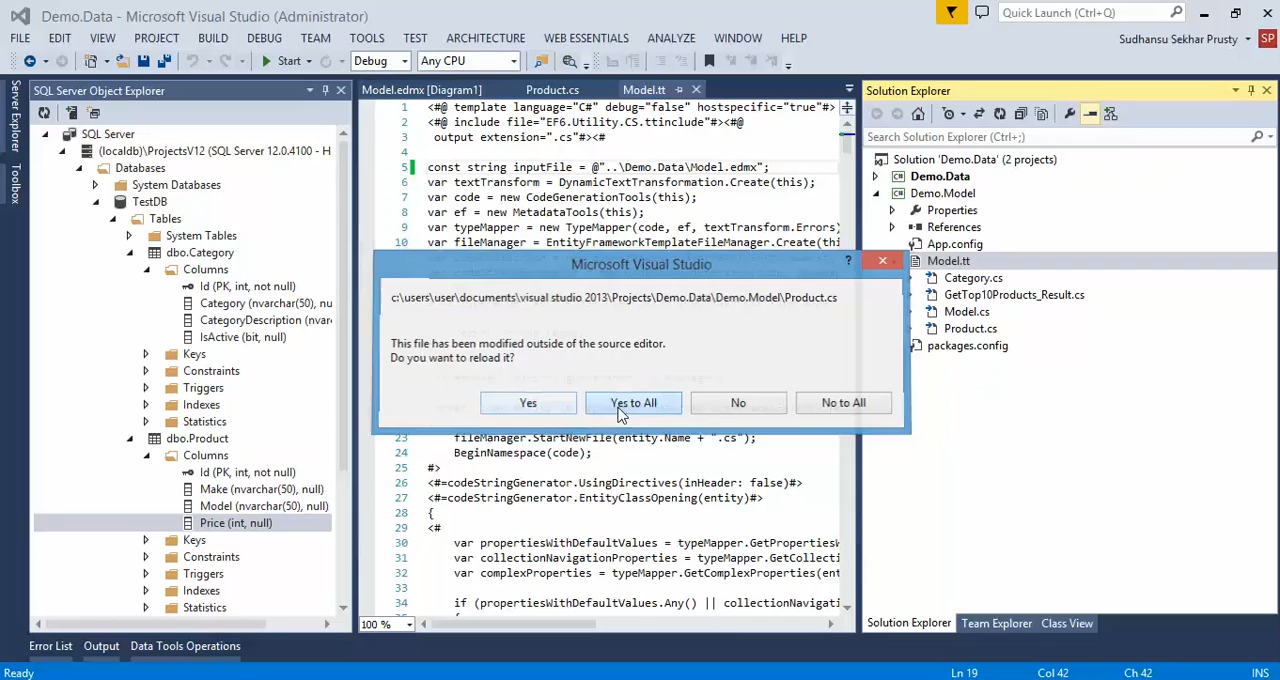 Demo.Data - Microsoft Visual Studio (Administrator)
Quick Launch (Ctrl+Q)
FILE EDIT VIEW PROJECT BUILD DEBUG TEAM TOOLS TEST ARCHITECTURE WEB ESSENTIALS ANALYZE WINDOW HELP
Sudhansu Sekhar Prusty SP
Start Debug Any CPU
Server Explorer
Toolbox
SQL Server Object Explorer
SQL Server
(localdb)\ProjectsV12 (SQL Server 12.0.4100 - H
Databases
System Databases
TestDB
Tables
System Tables
dbo.Category
Columns
Id (PK, int, not null)
Category (nvarchar(50), nu
CategoryDescription (nvar
IsActive (bit, null)
Keys
Constraints
Triggers
Indexes
Statistics
dbo.Product
Columns
Id (PK, int, not null)
Make (nvarchar(50), null)
Model (nvarchar(50), null)
Price (int, null)
Keys
Constraints
Triggers
Indexes
Statistics
Model.edmx [Diagram1] Product.cs Model.tt
1 <#@ template language="C#" debug="false" hostspecific="true"#>
2 <#@ include file="EF6.Utility.CS.ttinclude"#><#@
3 output extension=".cs"#><#
4
5 const string inputFile = @"..\Demo.Data\Model.edmx";
6 var textTransform = DynamicTextTransformation.Create(this);
7 var code = new CodeGenerationTools(this);
8 var ef = new MetadataTools(this);
9 var typeMapper = new TypeMapper(code, ef, textTransform.Errors)
10 var fileManager = EntityFrameworkTemplateFileManager.Create(thi
Microsoft Visual Studio
c:\users\user\documents\visual studio 2013\Projects\Demo.Data\Demo.Model\Product.cs
This file has been modified outside of the source editor.
Do you want to reload it?
Yes Yes to All No No to All
23 fileManager.StartNewFile(entity.Name + ".cs");
24 BeginNamespace(code);
25 #>
26 <#=codeStringGenerator.UsingDirectives(inHeader: false)#>
27 <#=codeStringGenerator.EntityClassOpening(entity)#>
28 {
29 <#
30 var propertiesWithDefaultValues = typeMapper.GetPropertiesW
31 var collectionNavigationProperties = typeMapper.GetCollecti
32 var complexProperties = typeMapper.GetComplexProperties(ent
33
34 if (propertiesWithDefaultValues.Any() || collectionNavigati
100 %
Solution Explorer
Search Solution Explorer (Ctrl+;)
Solution 'Demo.Data' (2 projects)
Demo.Data
Demo.Model
Properties
References
App.config
Model.tt
Category.cs
GetTop10Products_Result.cs
Model.cs
Product.cs
packages.config
Solution Explorer Team Explorer Class View
Error List Output Data Tools Operations
Ready Ln 19 Col 42 Ch 42 INS